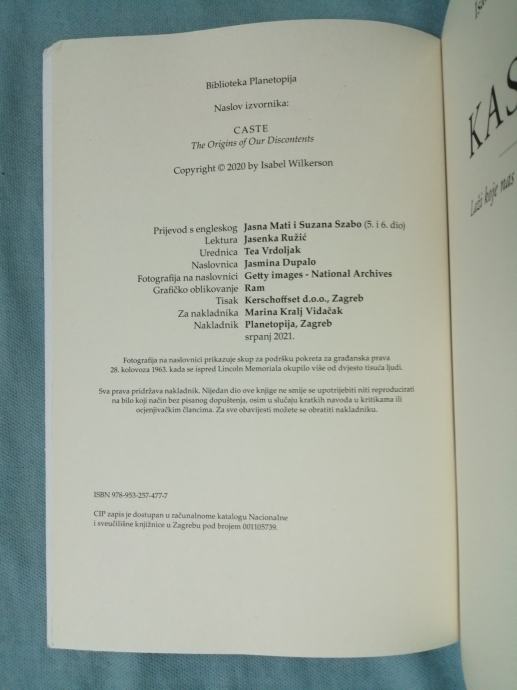 Biblioteka Planetopija
Naslov izvornika:
CASTE
The Origins of Our Discontents
Copyright © 2020 by Isabel Wilkerson
Prijevod s engleskog Jasna Mati i Suzana Szabo (5. i 6. dio)
Lektura Jasenka Ružić
Urednica Tea Vrdoljak
Naslovnica Jasmina Dupalo
Fotografija na naslovnici Getty images - National Archives
Grafičko oblikovanje Ram
Tisak Kerschoffset d.o.o., Zagreb
Za nakladnika Marina Kralj Vidačak
Nakladnik Planetopija, Zagreb
srpanj 2021.
Fotografija na naslovnici prikazuje skup za podršku pokreta za građanska prava
28. kolovoza 1963. kada se ispred Lincoln Memoriala okupilo više od dvjesto tisuća ljudi.
Sva prava pridržava nakladnik. Nijedan dio ove knjige ne smije se upotrijebiti niti reproducirati
na bilo koji način bez pisanog dopuštenja, osim u slučaju kratkih navoda u kritikama ili
ocjenjivačkim člancima. Za sve obavijesti možete se obratiti nakladniku.
ISBN 978-953-257-477-7
CIP zapis je dostupan u računalnome katalogu Nacionalne
i sveučilišne knjižnice u Zagrebu pod brojem 001105739.
KAS
Laži koje nas